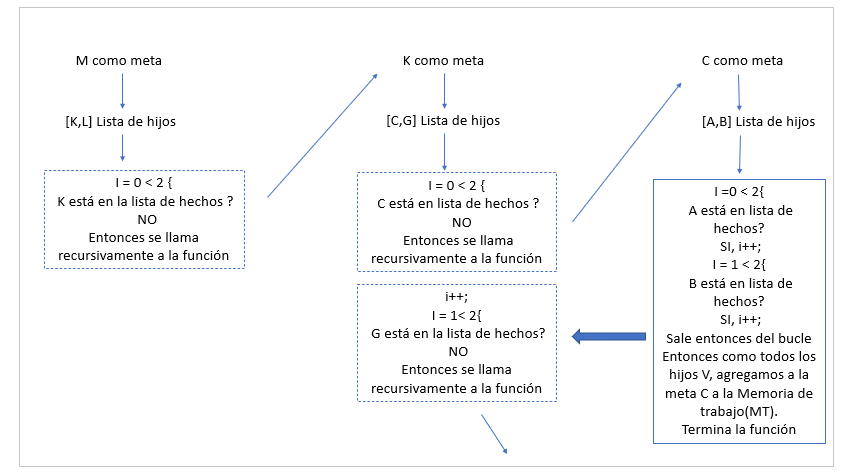 M como meta
[K,L] Lista de hijos
I = 0 < 2 {
K está en la lista de hechos ?
NO
Entonces se llama
recursivamente a la función
K como meta
[C,G] Lista de hijos
I = 0 < 2 {
C está en lista de hechos ?
NO
Entonces se llama
recursivamente a la función
i++;
I = 1< 2{
G está en la lista de hechos?
NO
Entonces se llama
recursivamente a la función
C como meta
[A,B] Lista de hijos
I =0 < 2{
A está en lista de
hechos?
SI, i++;
I = 1 < 2{
B está en lista de
hechos?
SI, i++;
Sale entonces del bucle
Entonces como todos los
hijos V, agregamos a la
meta C a la Memoria de
trabajo(MT).
Termina la función